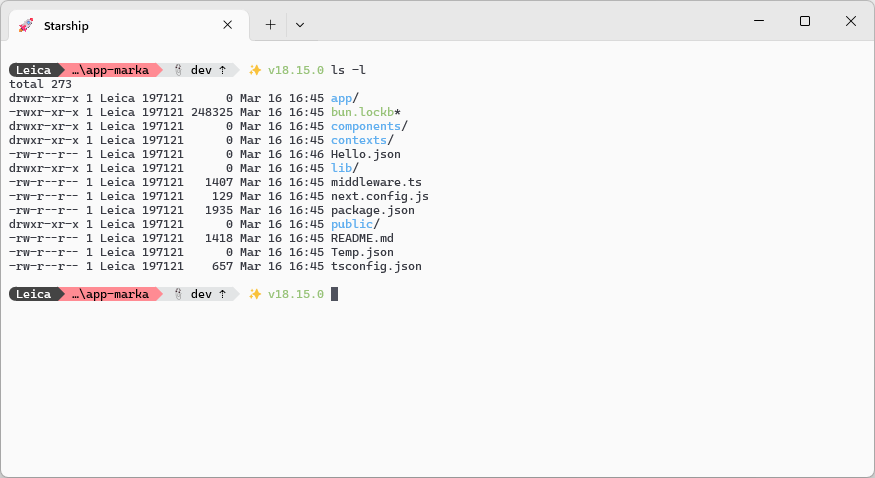 Starship
Leica …\app-marka dev ↑ v18.15.0 ls -l
total 273
drwxr-xr-x 1 Leica 197121      0 Mar 16 16:45 app/
-rwxr-xr-x 1 Leica 197121 248325 Mar 16 16:45 bun.lockb*
drwxr-xr-x 1 Leica 197121      0 Mar 16 16:45 components/
drwxr-xr-x 1 Leica 197121      0 Mar 16 16:45 contexts/
-rw-r--r-- 1 Leica 197121      0 Mar 16 16:46 Hello.json
drwxr-xr-x 1 Leica 197121      0 Mar 16 16:45 lib/
-rw-r--r-- 1 Leica 197121   1407 Mar 16 16:45 middleware.ts
-rw-r--r-- 1 Leica 197121    129 Mar 16 16:45 next.config.js
-rw-r--r-- 1 Leica 197121   1935 Mar 16 16:45 package.json
drwxr-xr-x 1 Leica 197121      0 Mar 16 16:45 public/
-rw-r--r-- 1 Leica 197121   1418 Mar 16 16:45 README.md
-rw-r--r-- 1 Leica 197121      0 Mar 16 16:45 Temp.json
-rw-r--r-- 1 Leica 197121    657 Mar 16 16:45 tsconfig.json
Leica …\app-marka dev ↑ v18.15.0